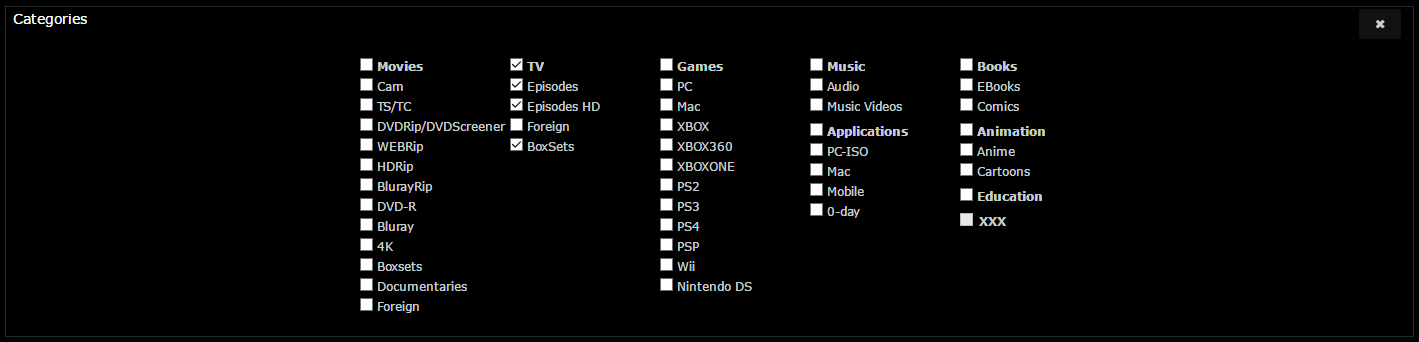 Categories
Movies
Cam
TS/TC
DVDRip/DVDScreener
WEBRip
HDRip
BlurayRip
DVD-R
Bluray
4K
Boxsets
Documentaries
Foreign
TV
Episodes
Episodes HD
Foreign
BoxSets
Games
PC
Mac
XBOX
XBOX360
XBOXONE
PS2
PS3
PS4
PSP
Wii
Nintendo DS
Music
Audio
Music Videos
Applications
PC-ISO
Mac
Mobile
0-day
Books
EBooks
Comics
Animation
Anime
Cartoons
Education
XXX